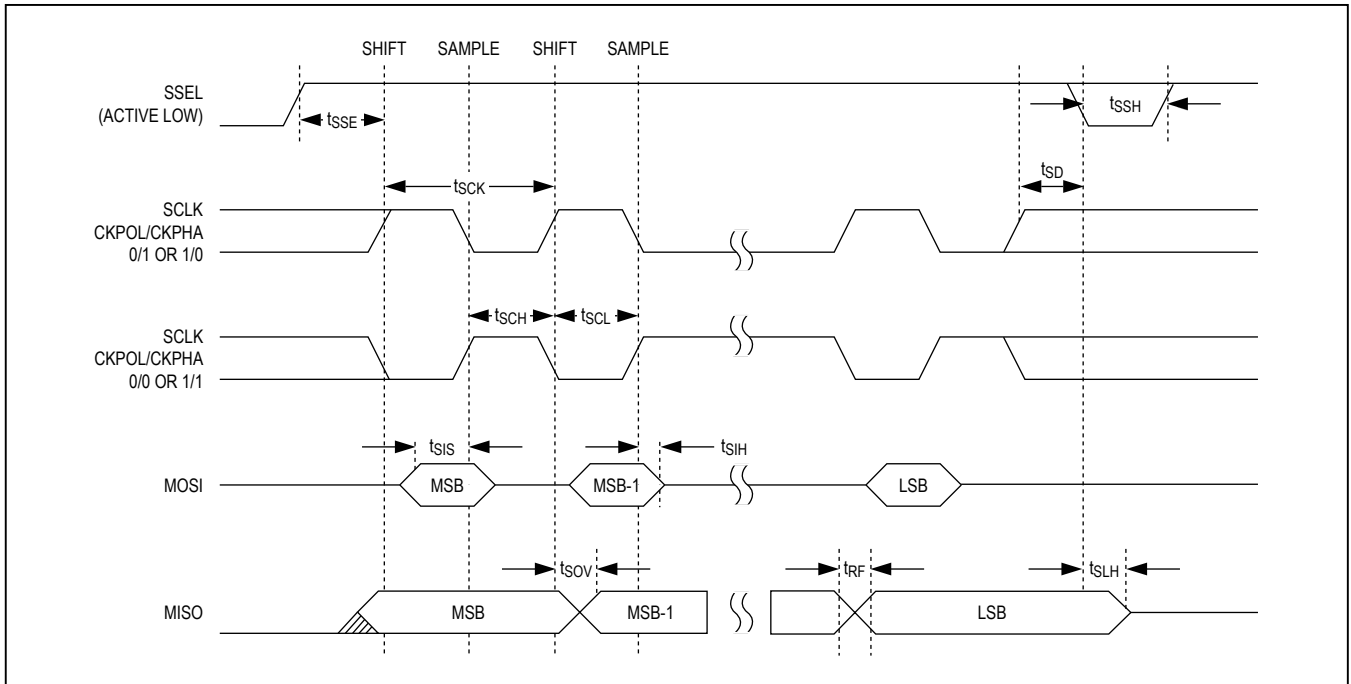 SHIFT SAMPLE SHIFT SAMPLE
SSEL
(ACTIVE LOW)
tSSE
tSSH
tSD
tSCK
SCLK
CKPOL/CKPHA
0/1 OR 1/0
tSCH tSCL
SCLK
CKPOL/CKPHA
0/0 OR 1/1
tSIS tSIH
MOSI MSB MSB-1 LSB
tSOV tRF tSLH
MISO MSB MSB-1 LSB